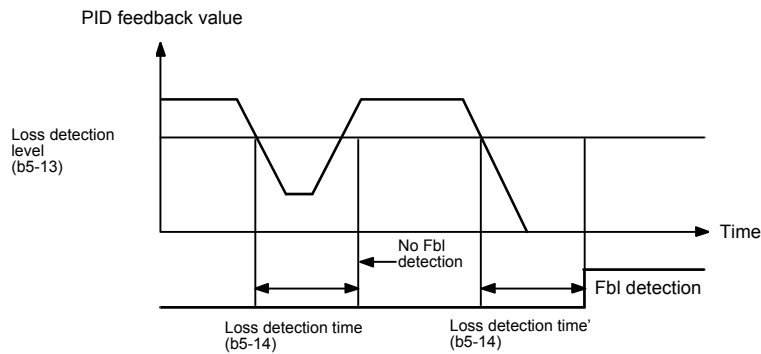 PID feedback value
Loss detection
level
(b5-13)
Time
No Fbl
detection
Fbl detection
Loss detection time
(b5-14)
Loss detection time’
(b5-14)